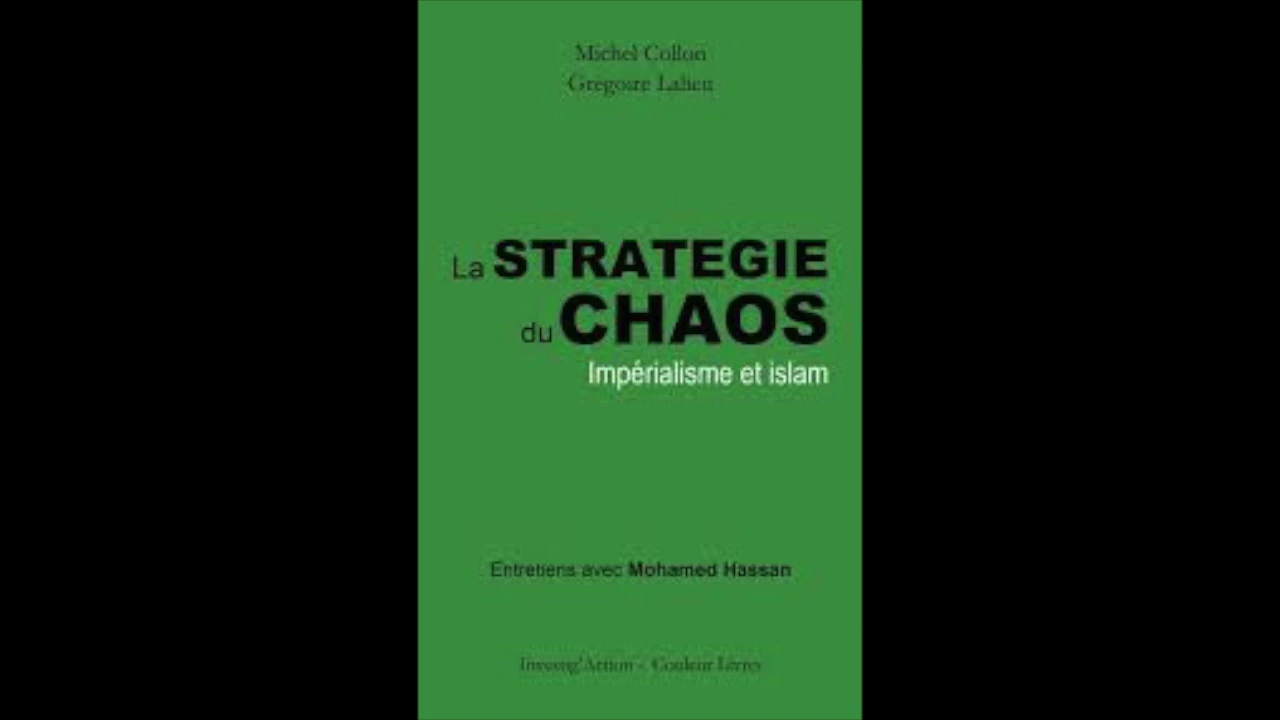 Michel Collon
Grégoire Lalieu
La STRATEGIE
du CHAOS
Impérialisme et islam
Entretiens avec Mohamed Hassan
Investig'Action - Couleur Livres